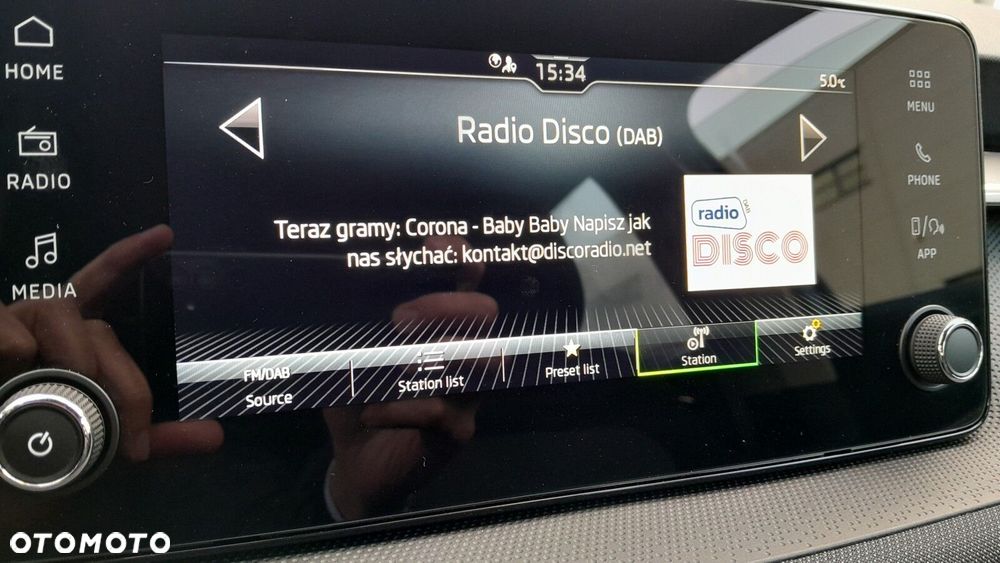 HOME
15:34
5.0°C
MENU
Radio Disco (DAB)
RADIO
PHONE
radio DAB
DISCO
Teraz gramy: Corona - Baby Baby Napisz jak
nas słychać: kontakt@discoradio.net
APP
MEDIA
FM/DAB
Source
Station list
Preset list
Station
Settings
OTOMOTO